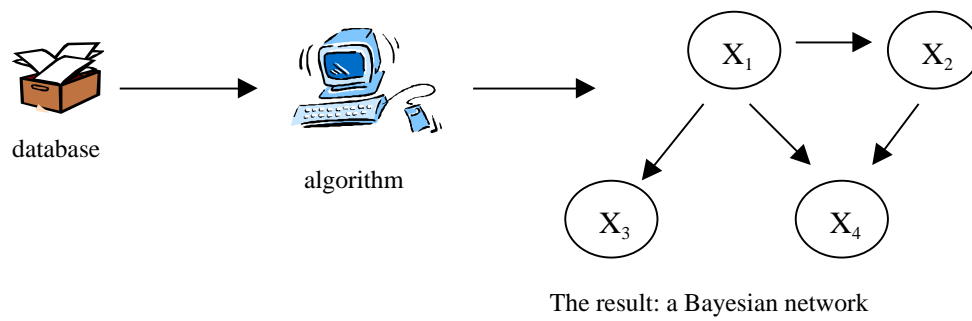 database
algorithm
X₁
X₂
X₃
X₄
The result: a Bayesian network